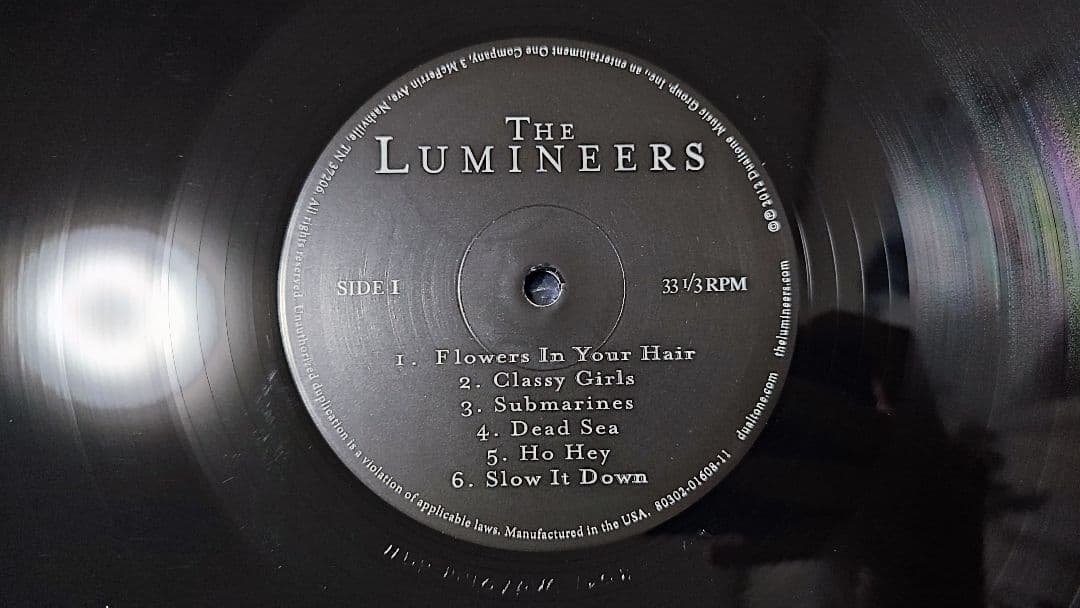 THE
LUMINEERS
SIDE I
33 1/3 RPM
1. Flowers In Your Hair
2. Classy Girls
3. Submarines
4. Dead Sea
5. Ho Hey
6. Slow It Down
℗© 2012 Dualtone Music Group, Inc., an entertainment One Company, 3 McFerrin Ave, Nashville, TN 37206. All rights reserved. Unauthorized duplication is a violation of applicable laws. Manufactured in the USA. 80302-01608-11 dualtone.com thelumineers.com